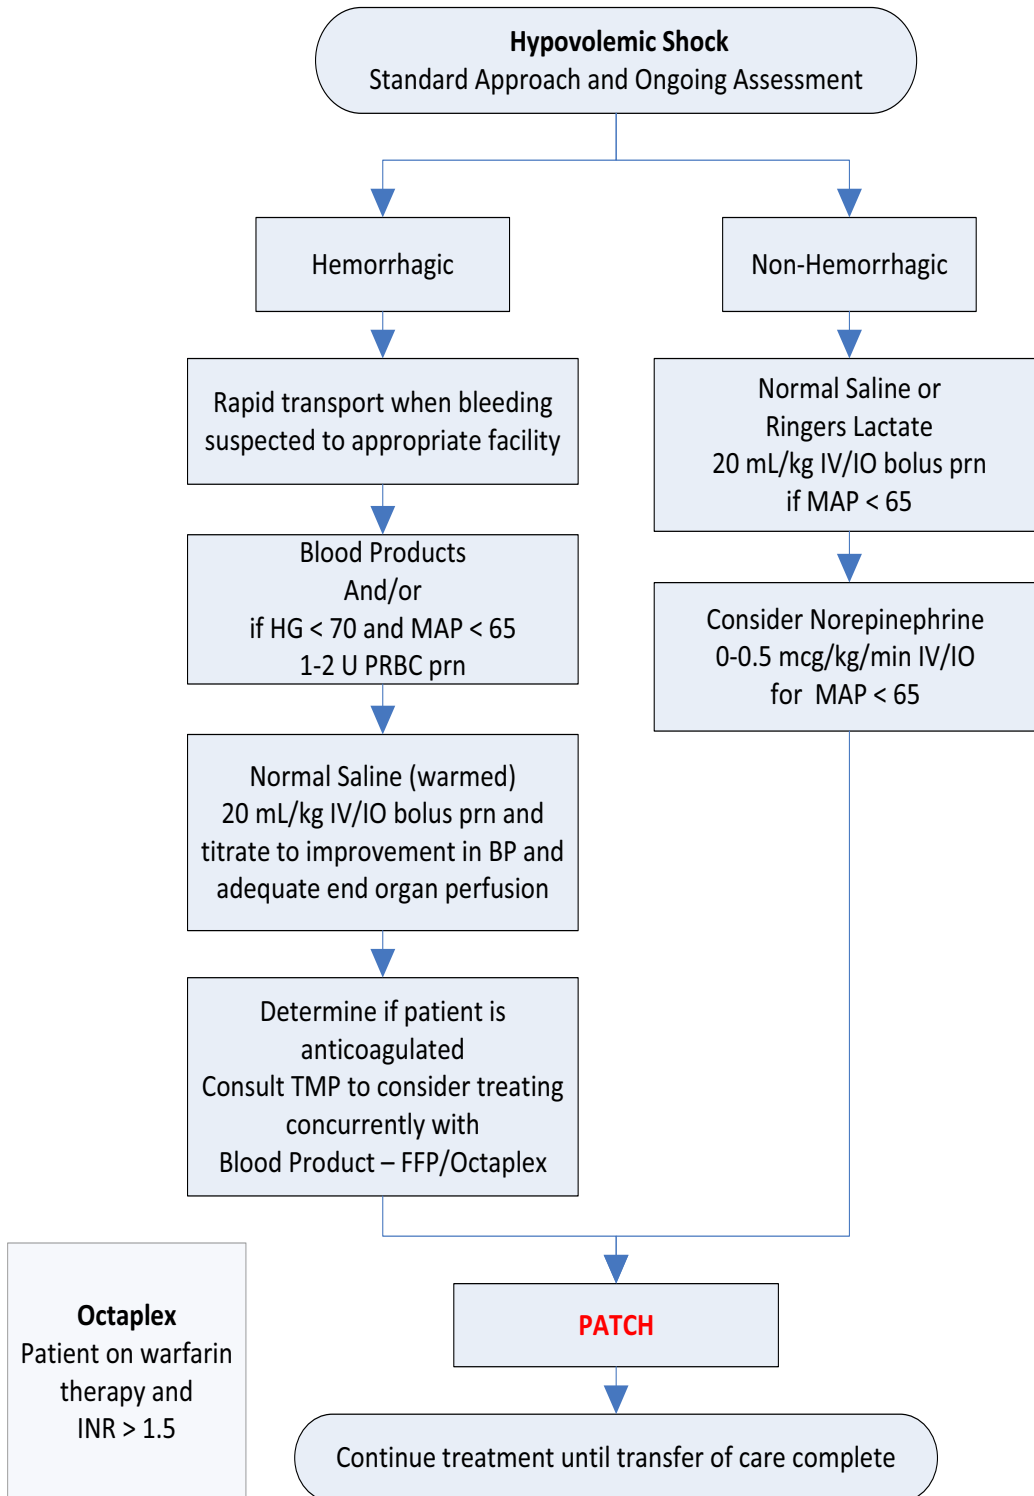 Hypovolemic Shock
Standard Approach and Ongoing Assessment
Hemorrhagic
Non-Hemorrhagic
Rapid transport when bleeding
suspected to appropriate facility
Normal Saline or
Ringers Lactate
20 mL/kg IV/IO bolus prn
if MAP < 65
Blood Products
And/or
if HG < 70 and MAP < 65
1-2 U PRBC prn
Consider Norepinephrine
0-0.5 mcg/kg/min IV/IO
for MAP < 65
Normal Saline (warmed)
20 mL/kg IV/IO bolus prn and
titrate to improvement in BP and
adequate end organ perfusion
Determine if patient is
anticoagulated
Consult TMP to consider treating
concurrently with
Blood Product – FFP/Octaplex
Octaplex
Patient on warfarin
therapy and
INR > 1.5
PATCH
Continue treatment until transfer of care complete